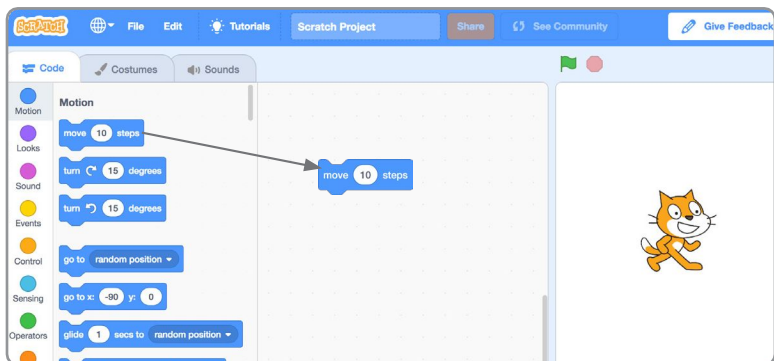 SCRATCH File Edit Tutorials Scratch Project Share See Community Give Feedback
Code Costumes Sounds
Motion
Looks
Sound
Events
Control
Sensing
Operators
Motion
move 10 steps
turn 15 degrees
turn 15 degrees
go to random position
go to x: -90 y: 0
glide 1 secs to random position
move 10 steps